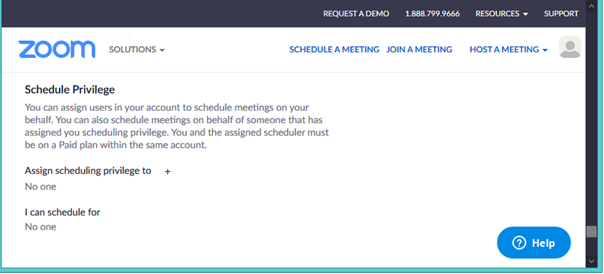 REQUEST A DEMO 1.888.799.9666 RESOURCES SUPPORT
zoom SOLUTIONS SCHEDULE A MEETING JOIN A MEETING HOST A MEETING
Schedule Privilege
You can assign users in your account to schedule meetings on your
behalf. You can also schedule meetings on behalf of someone that has
assigned you scheduling privilege. You and the assigned scheduler must
be on a Paid plan within the same account.
Assign scheduling privilege to +
No one
I can schedule for
No one
? Help